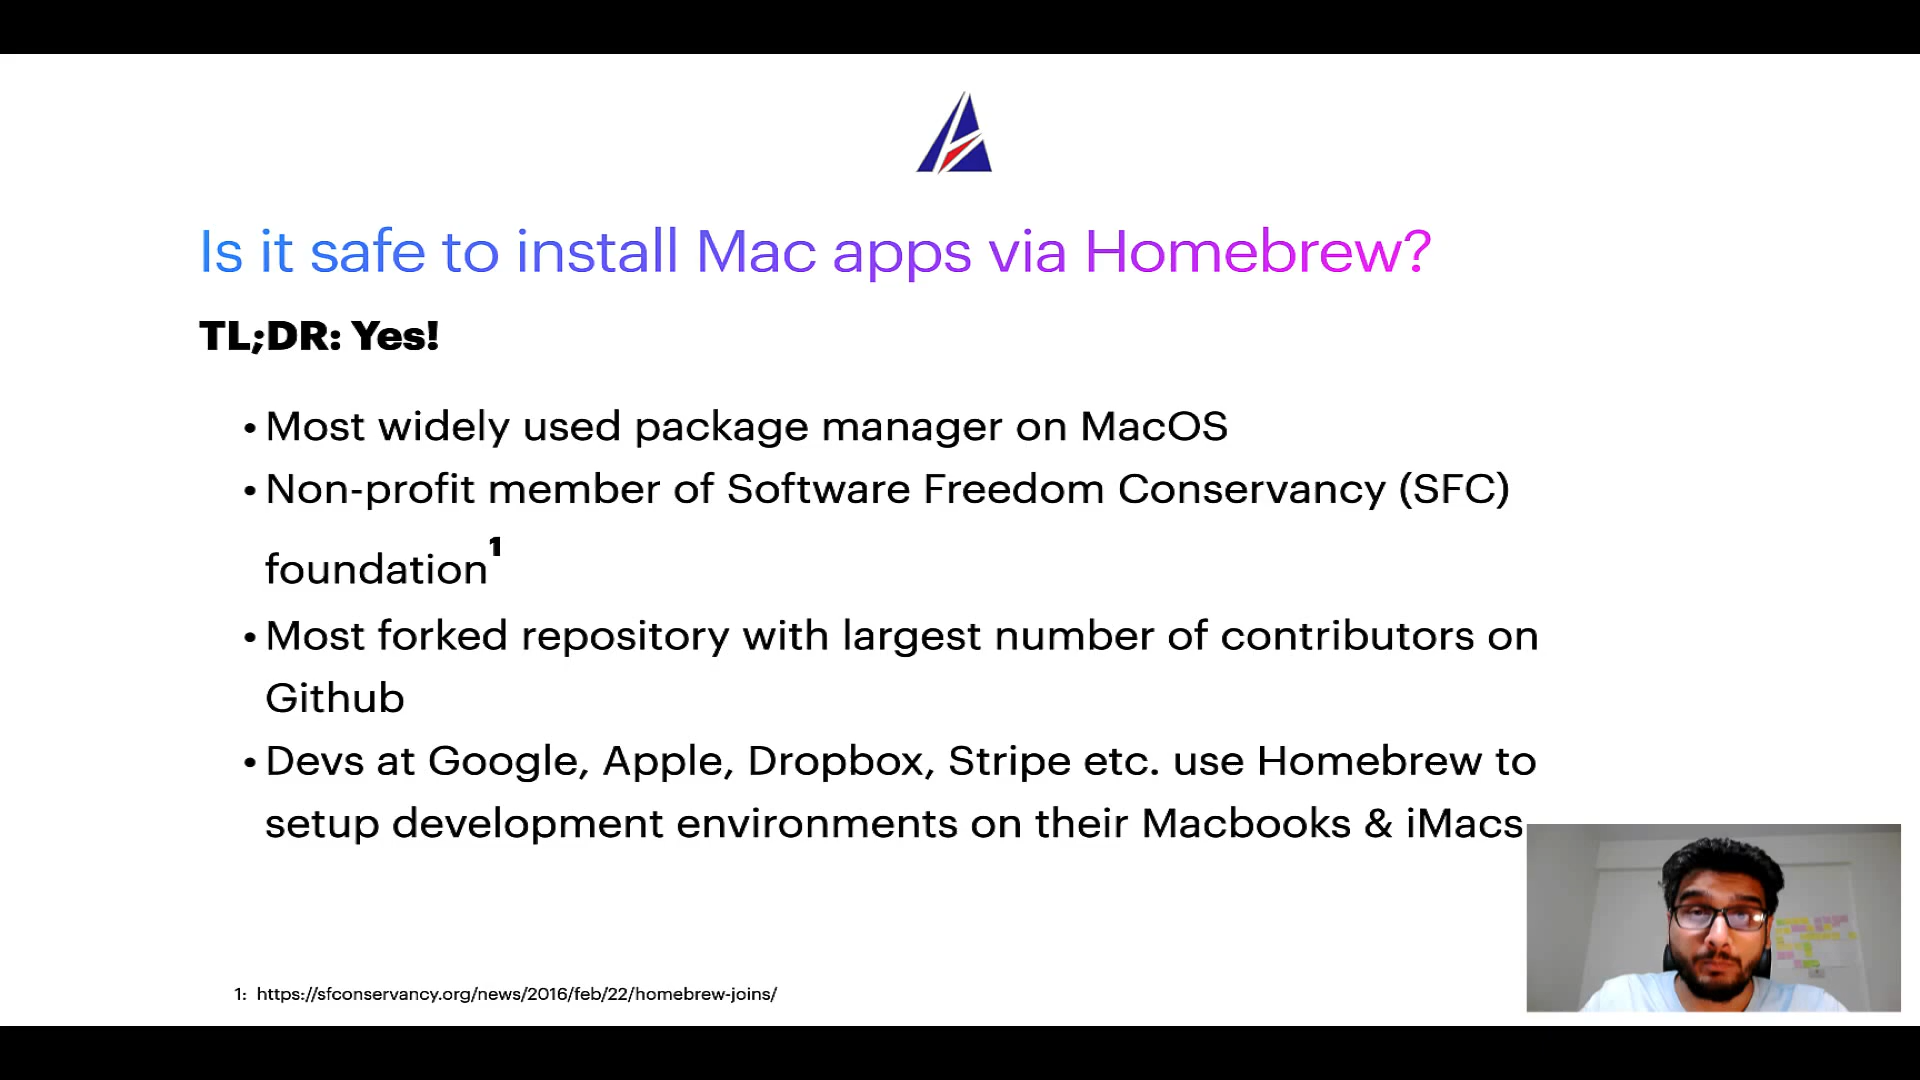 Is it safe to install Mac apps via Homebrew?
TL;DR: Yes!
• Most widely used package manager on MacOS
• Non-profit member of Software Freedom Conservancy (SFC)
foundation¹
• Most forked repository with largest number of contributors on
Github
• Devs at Google, Apple, Dropbox, Stripe etc. use Homebrew to
setup development environments on their Macbooks & iMacs
1: https://sfconservancy.org/news/2016/feb/22/homebrew-joins/